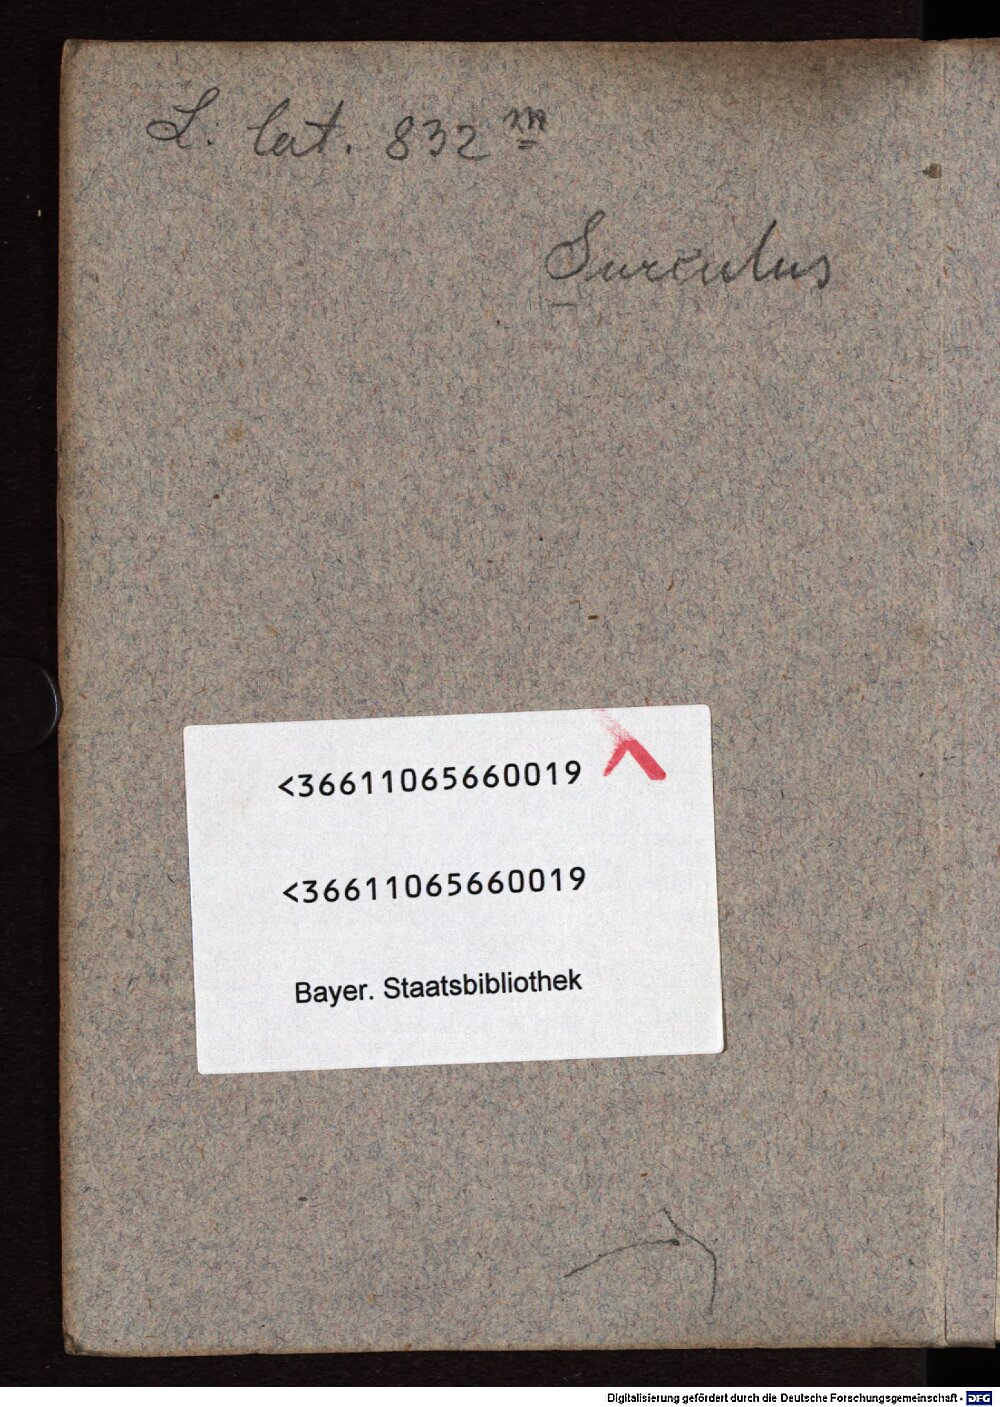 L. lat. 832 m
Surculus
<36611065660019
<36611065660019
Bayer. Staatsbibliothek
Digitalisierung gefördert durch die Deutsche Forschungsgemeinschaft - DFG